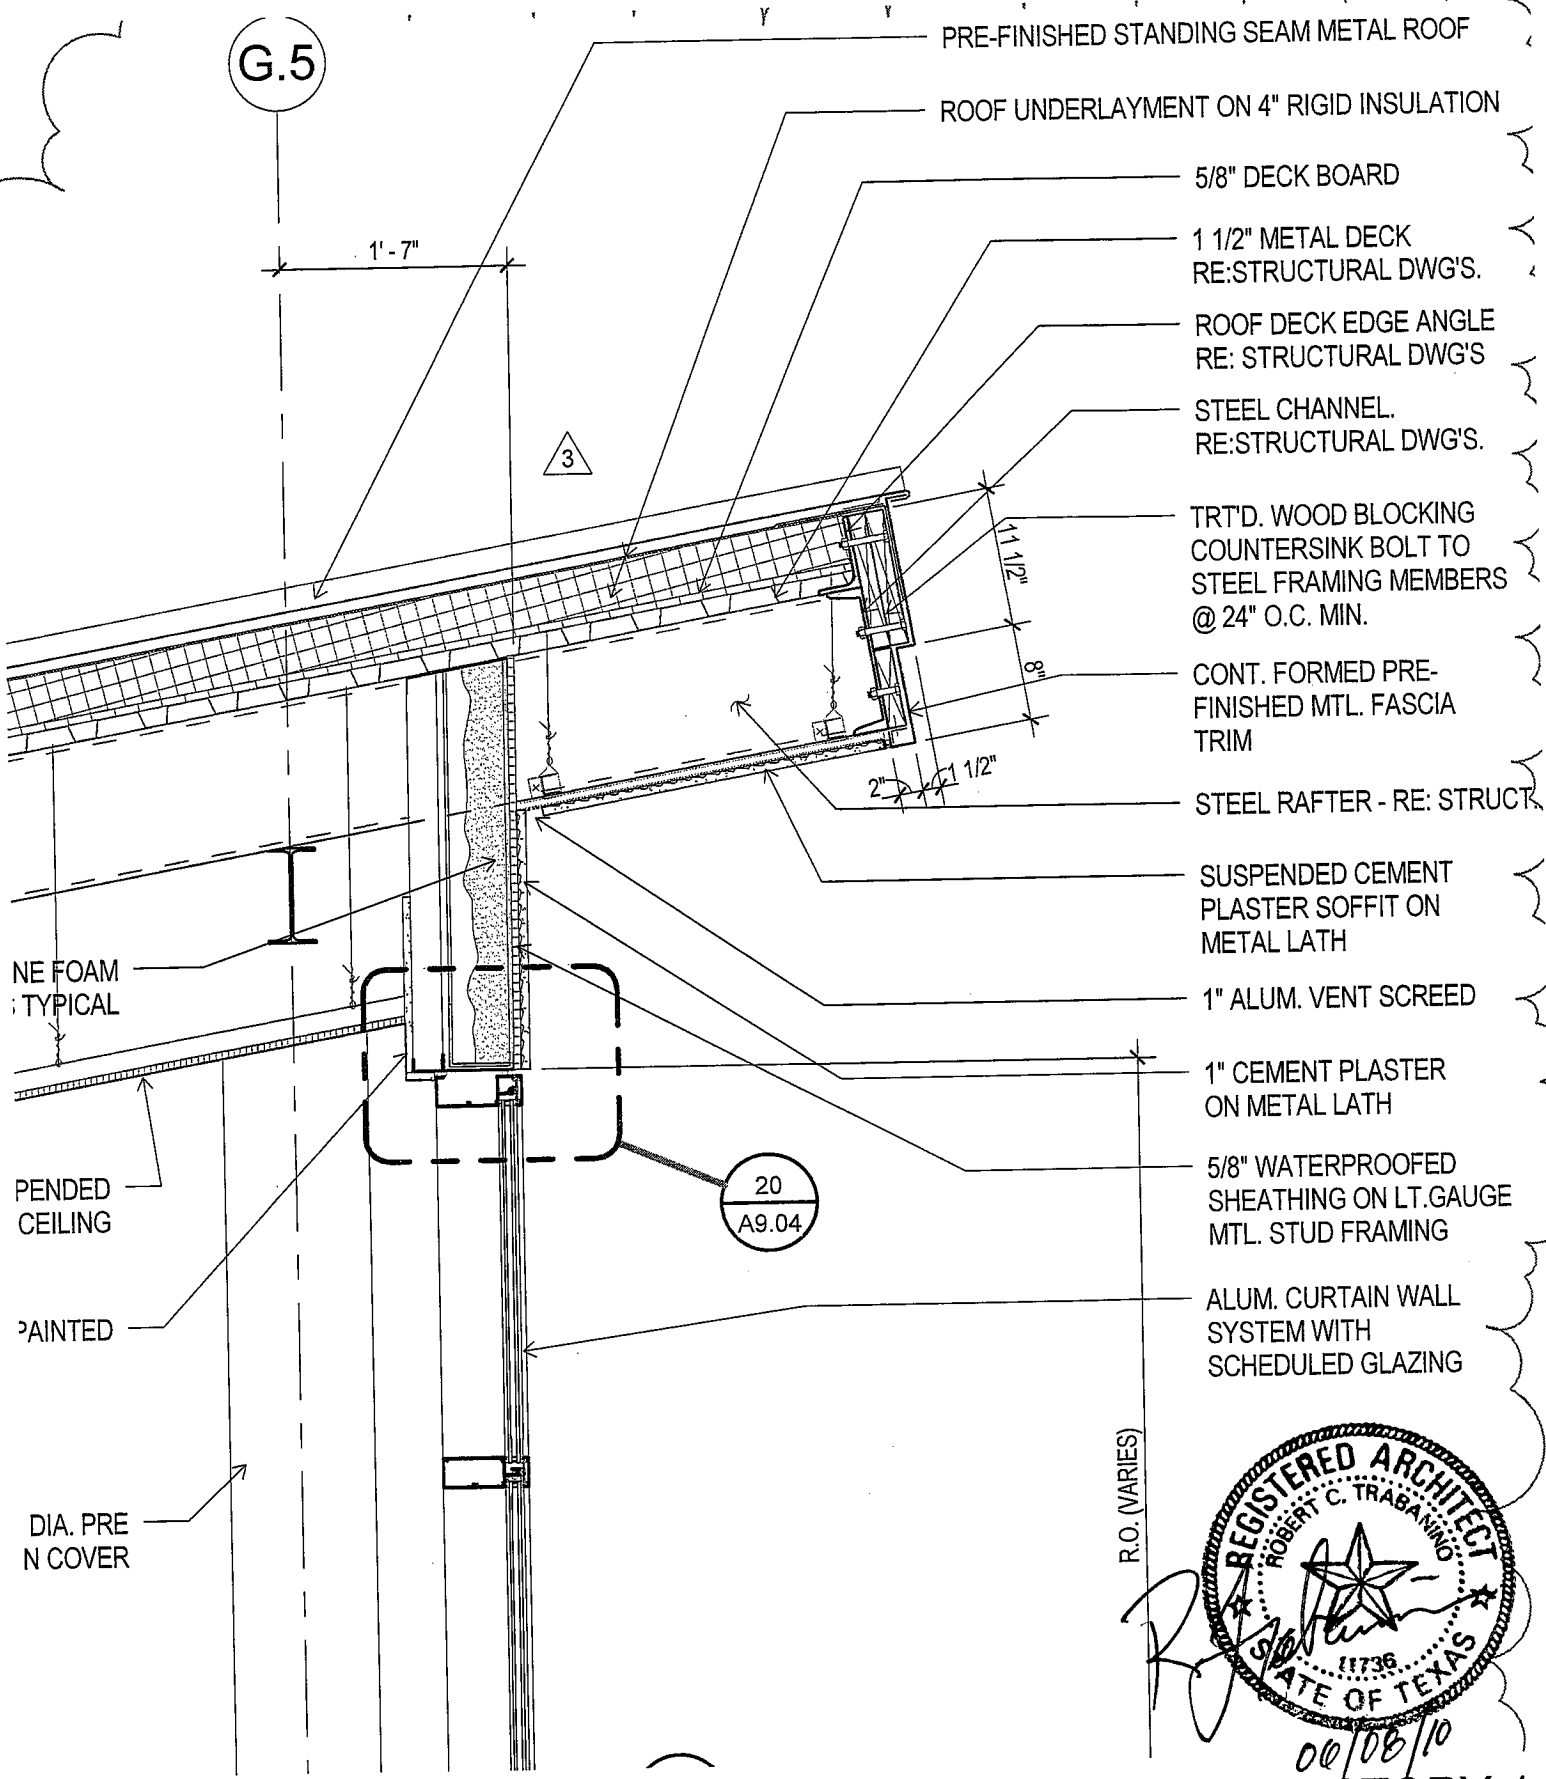 G.5
PRE-FINISHED STANDING SEAM METAL ROOF
ROOF UNDERLAYMENT ON 4" RIGID INSULATION
5/8" DECK BOARD
1'-7"
1 1/2" METAL DECK
RE:STRUCTURAL DWG'S.
ROOF DECK EDGE ANGLE
RE: STRUCTURAL DWG'S
STEEL CHANNEL.
RE:STRUCTURAL DWG'S.
3
TRT'D. WOOD BLOCKING
COUNTERSINK BOLT TO
STEEL FRAMING MEMBERS
@ 24" O.C. MIN.
11 1/2"
8"
CONT. FORMED PRE-
FINISHED MTL. FASCIA
TRIM
2"
1 1/2"
STEEL RAFTER - RE: STRUCT.
SUSPENDED CEMENT
PLASTER SOFFIT ON
METAL LATH
NE FOAM
TYPICAL
1" ALUM. VENT SCREED
1" CEMENT PLASTER
ON METAL LATH
5/8" WATERPROOFED
SHEATHING ON LT.GAUGE
MTL. STUD FRAMING
PENDED
CEILING
20
A9.04
PAINTED
ALUM. CURTAIN WALL
SYSTEM WITH
SCHEDULED GLAZING
R.O. (VARIES)
DIA. PRE
N COVER
REGISTERED ARCHITECT
ROBERT C. TRABANINO
11736
STATE OF TEXAS
06/08/10